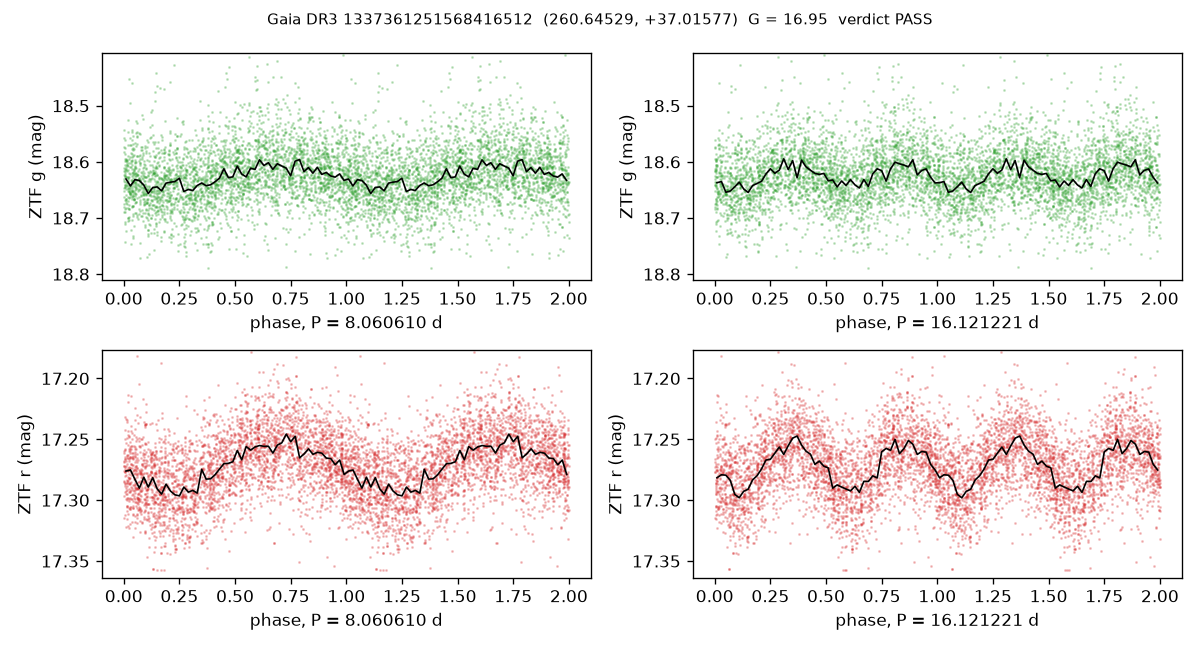 Gaia DR3 1337361251568416512 (260.64529, +37.01577) G = 16.95 verdict PASS
ZTF g (mag)
18.5
18.6
18.7
18.8
0.00 0.25 0.50 0.75 1.00 1.25 1.50 1.75 2.00
phase, P = 8.060610 d
ZTF g (mag)
18.5
18.6
18.7
18.8
0.00 0.25 0.50 0.75 1.00 1.25 1.50 1.75 2.00
phase, P = 16.121221 d
ZTF r (mag)
17.20
17.25
17.30
17.35
0.00 0.25 0.50 0.75 1.00 1.25 1.50 1.75 2.00
phase, P = 8.060610 d
ZTF r (mag)
17.20
17.25
17.30
17.35
0.00 0.25 0.50 0.75 1.00 1.25 1.50 1.75 2.00
phase, P = 16.121221 d